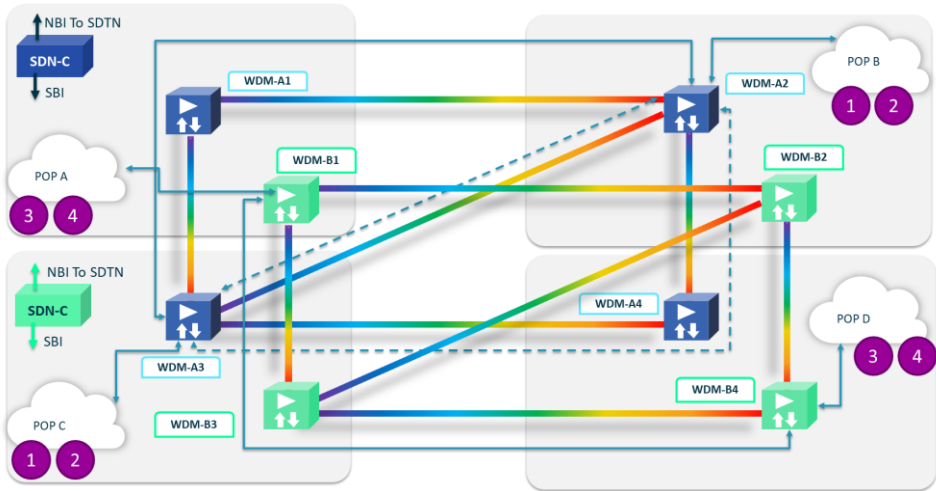 NBI To SDTN
SDN-C
SBI
WDM-A1
WDM-A2
POP B
1 2
WDM-B1
WDM-B2
POP A
3 4
NBI To SDTN
SDN-C
SBI
WDM-A4
POP D
3 4
WDM-A3
WDM-B4
POP C
WDM-B3
1 2